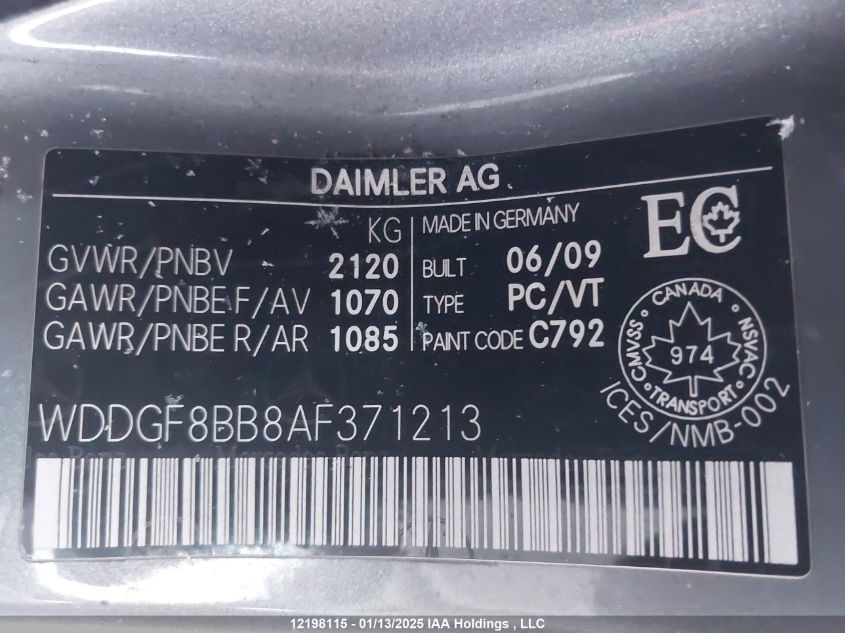 DAIMLER AG
KG
GVWR/PNBV 2120
GAWR/PNBE F/AV 1070
GAWR/PNBE R/AR 1085
MADE IN GERMANY
BUILT 06/09
TYPE PC/VT
PAINT CODE C792
EC
CANADA
CMVSS NSVAC
974
TRANSPORT
ICES/NMB-002
WDDGF8BB8AF371213
12198115 - 01/13/2025 IAA Holdings , LLC